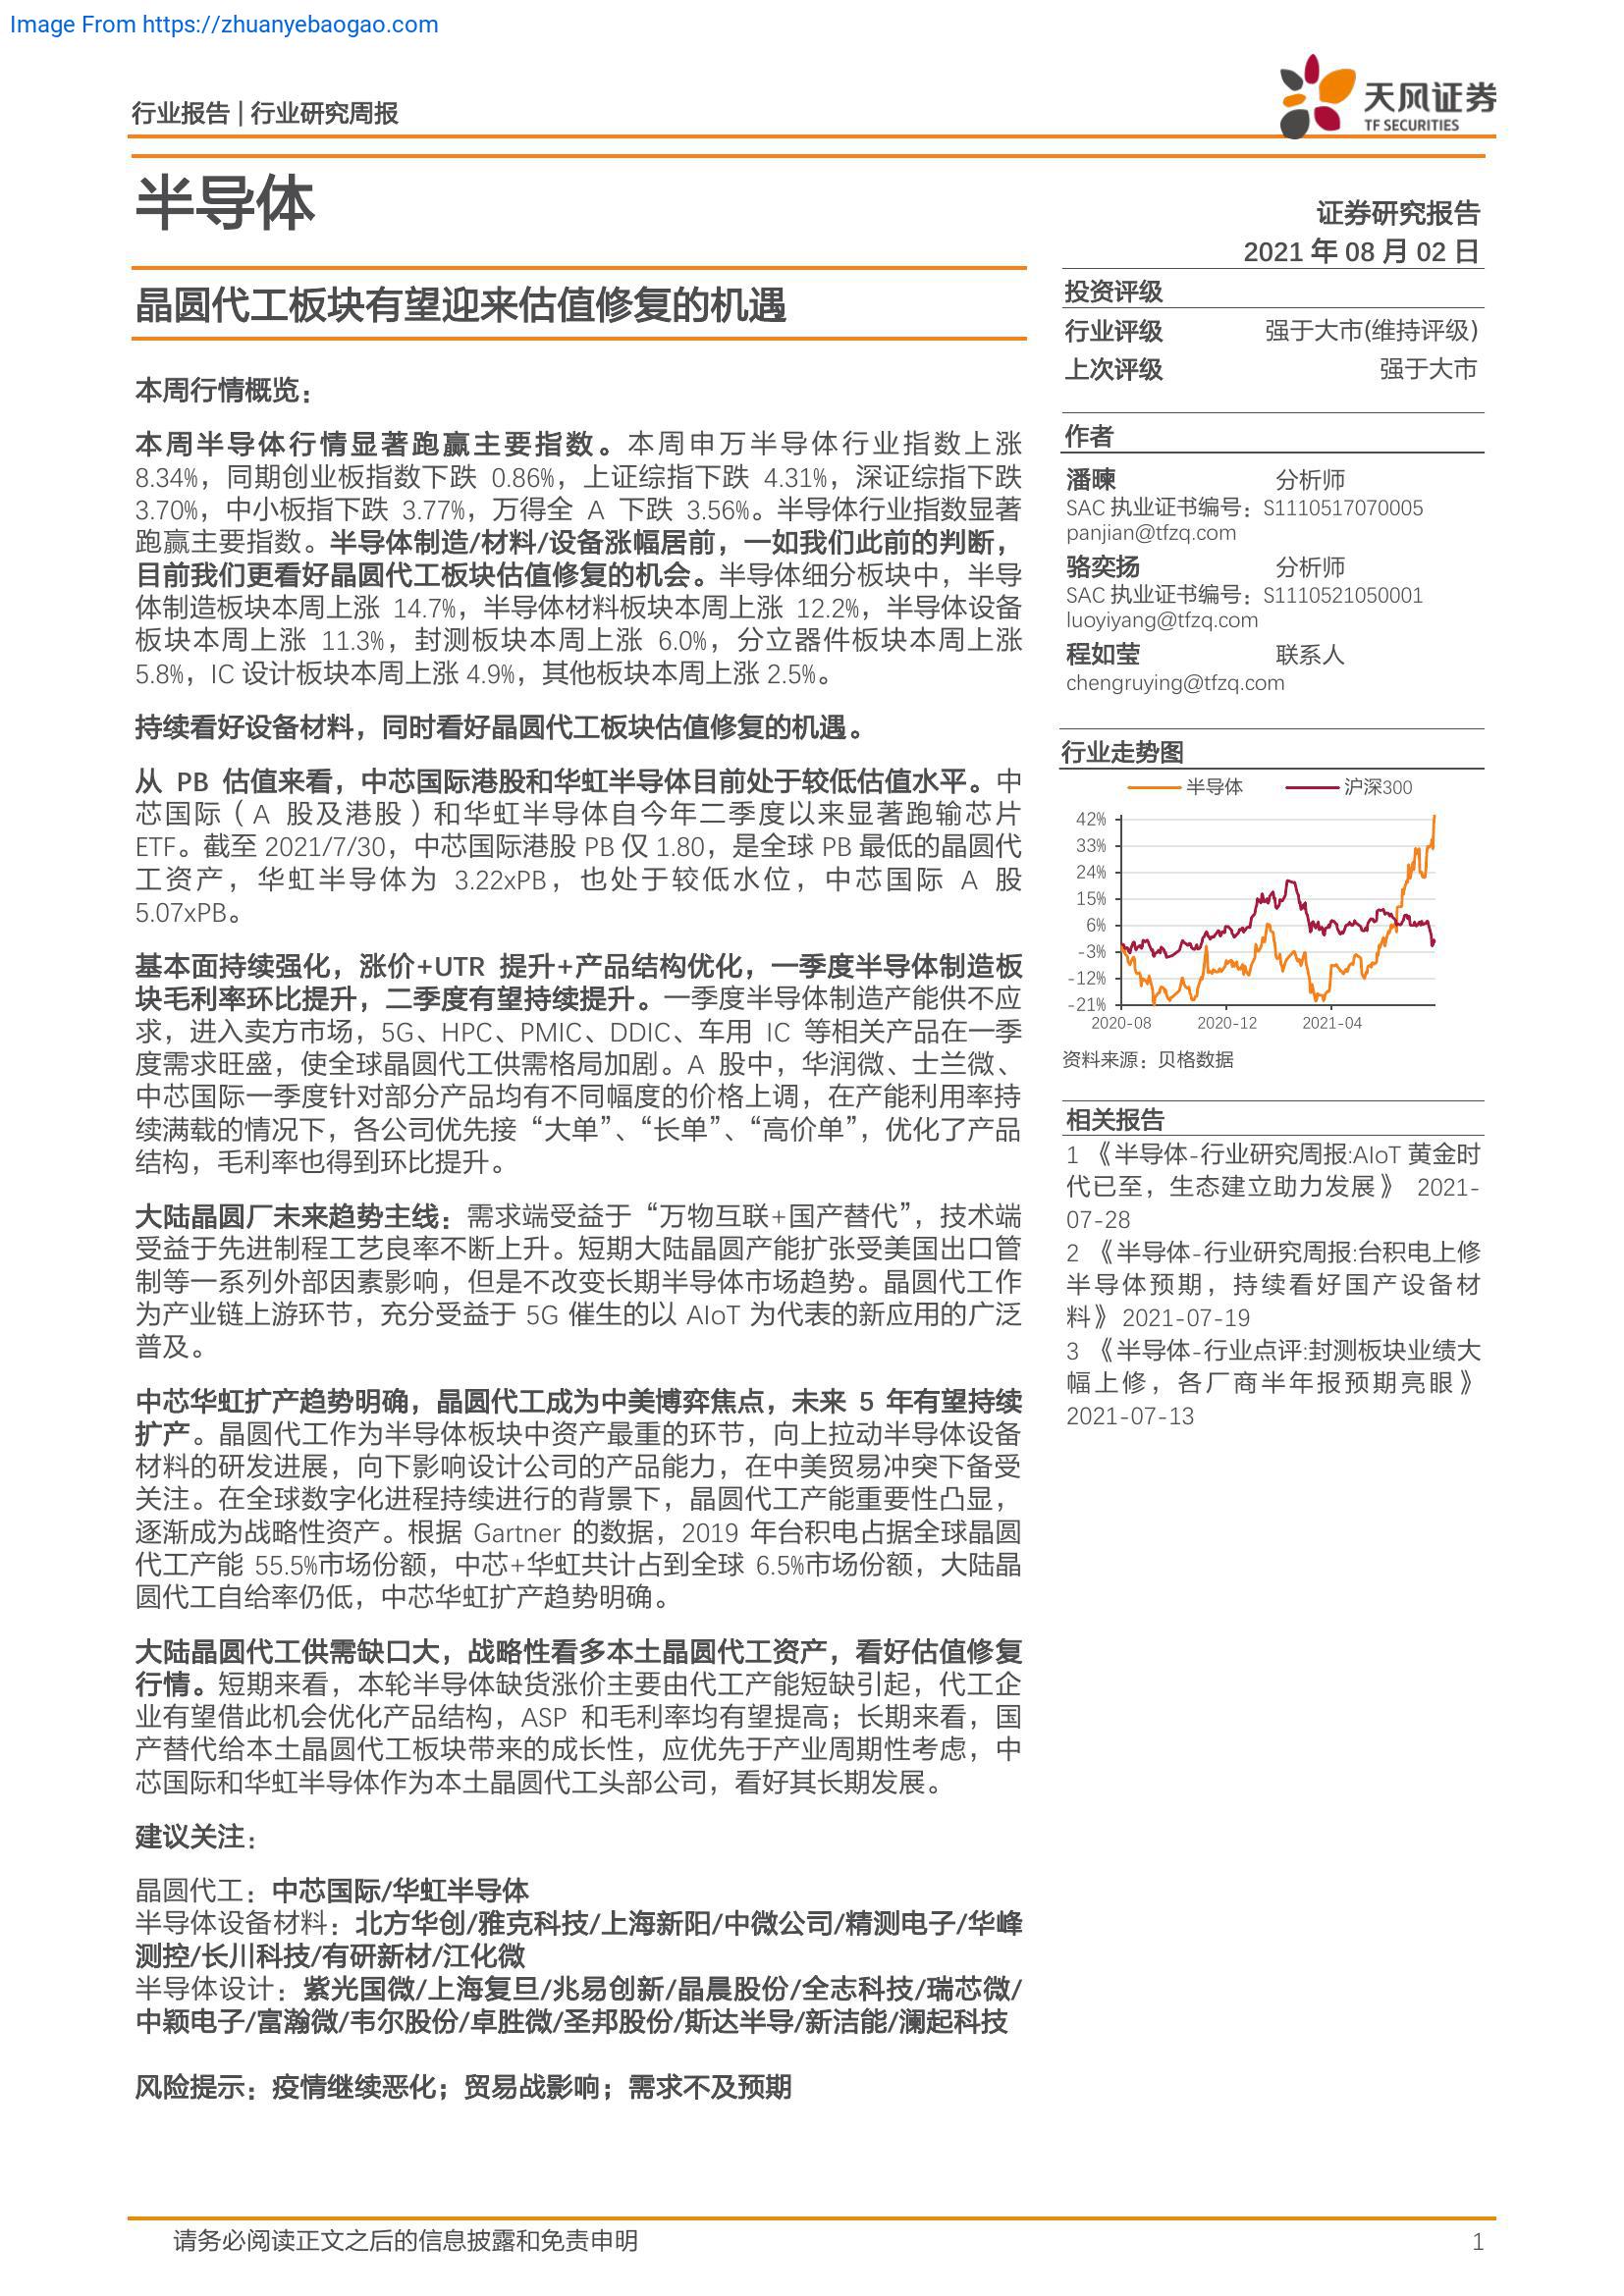 Image From https://zhuanyebaogao.com
行业报告 | 行业研究周报
天风证券
TF SECURITIES
半导体
证券研究报告
2021 年 08 月 02 日
晶圆代工板块有望迎来估值修复的机遇
本周行情概览：
本周半导体行情显著跑赢主要指数。本周申万半导体行业指数上涨
8.34%，同期创业板指数下跌 0.86%，上证综指下跌 4.31%，深证综指下跌
3.70%，中小板指下跌 3.77%，万得全 A 下跌 3.56%。半导体行业指数显著
跑赢主要指数。半导体制造/材料/设备涨幅居前，一如我们此前的判断，
目前我们更看好晶圆代工板块估值修复的机会。半导体细分板块中，半导
体制造板块本周上涨 14.7%，半导体材料板块本周上涨 12.2%，半导体设备
板块本周上涨 11.3%，封测板块本周上涨 6.0%，分立器件板块本周上涨
5.8%，IC 设计板块本周上涨 4.9%，其他板块本周上涨 2.5%。
持续看好设备材料，同时看好晶圆代工板块估值修复的机遇。
从 PB 估值来看，中芯国际港股和华虹半导体目前处于较低估值水平。中
芯国际（A 股及港股）和华虹半导体自今年二季度以来显著跑输芯片
ETF。截至 2021/7/30，中芯国际港股 PB 仅 1.80，是全球 PB 最低的晶圆代
工资产，华虹半导体为 3.22xPB，也处于较低水位，中芯国际 A 股
5.07xPB。
基本面持续强化，涨价+UTR 提升+产品结构优化，一季度半导体制造板
块毛利率环比提升，二季度有望持续提升。一季度半导体制造产能供不应
求，进入卖方市场，5G、HPC、PMIC、DDIC、车用 IC 等相关产品在一季
度需求旺盛，使全球晶圆代工供需格局加剧。A 股中，华润微、士兰微、
中芯国际一季度针对部分产品均有不同幅度的价格上调，在产能利用率持
续满载的情况下，各公司优先接“大单”、“长单”、“高价单”，优化了产品
结构，毛利率也得到环比提升。
大陆晶圆厂未来趋势主线：需求端受益于“万物互联+国产替代”，技术端
受益于先进制程工艺良率不断上升。短期大陆晶圆产能扩张受美国出口管
制等一系列外部因素影响，但是不改变长期半导体市场趋势。晶圆代工作
为产业链上游环节，充分受益于 5G 催生的以 AIoT 为代表的新应用的广泛
普及。
中芯华虹扩产趋势明确，晶圆代工成为中美博弈焦点，未来 5 年有望持续
扩产。晶圆代工作为半导体板块中资产最重的环节，向上拉动半导体设备
材料的研发进展，向下影响设计公司的产品能力，在中美贸易冲突下备受
关注。在全球数字化进程持续进行的背景下，晶圆代工产能重要性凸显，
逐渐成为战略性资产。根据 Gartner 的数据，2019 年台积电占据全球晶圆
代工产能 55.5%市场份额，中芯+华虹共计占到全球 6.5%市场份额，大陆晶
圆代工自给率仍低，中芯华虹扩产趋势明确。
大陆晶圆代工供需缺口大，战略性看多本土晶圆代工资产，看好估值修复
行情。短期来看，本轮半导体缺货涨价主要由代工产能短缺引起，代工企
业有望借此机会优化产品结构，ASP 和毛利率均有望提高；长期来看，国
产替代给本土晶圆代工板块带来的成长性，应优先于产业周期性考虑，中
芯国际和华虹半导体作为本土晶圆代工头部公司，看好其长期发展。
建议关注：
晶圆代工：中芯国际/华虹半导体
半导体设备材料：北方华创/雅克科技/上海新阳/中微公司/精测电子/华峰
测控/长川科技/有研新材/江化微
半导体设计：紫光国微/上海复旦/兆易创新/晶晨股份/全志科技/瑞芯微/
中颖电子/富瀚微/韦尔股份/卓胜微/圣邦股份/斯达半导/新洁能/澜起科技
风险提示：疫情继续恶化；贸易战影响；需求不及预期
投资评级
行业评级 强于大市(维持评级)
上次评级 强于大市
作者
潘暕 分析师
SAC 执业证书编号：S1110517070005
panjian@tfzq.com
骆奕扬 分析师
SAC 执业证书编号：S1110521050001
luoyiyang@tfzq.com
程如莹 联系人
chengruying@tfzq.com
行业走势图
半导体 沪深300
42%
33%
24%
15%
6%
-3%
-12%
-21%
2020-08 2020-12 2021-04
资料来源：贝格数据
相关报告
1 《半导体-行业研究周报:AIoT 黄金时
代已至，生态建立助力发展》 2021-
07-28
2 《半导体-行业研究周报:台积电上修
半导体预期，持续看好国产设备材
料》 2021-07-19
3 《半导体-行业点评:封测板块业绩大
幅上修，各厂商半年报预期亮眼》
2021-07-13
请务必阅读正文之后的信息披露和免责申明 1